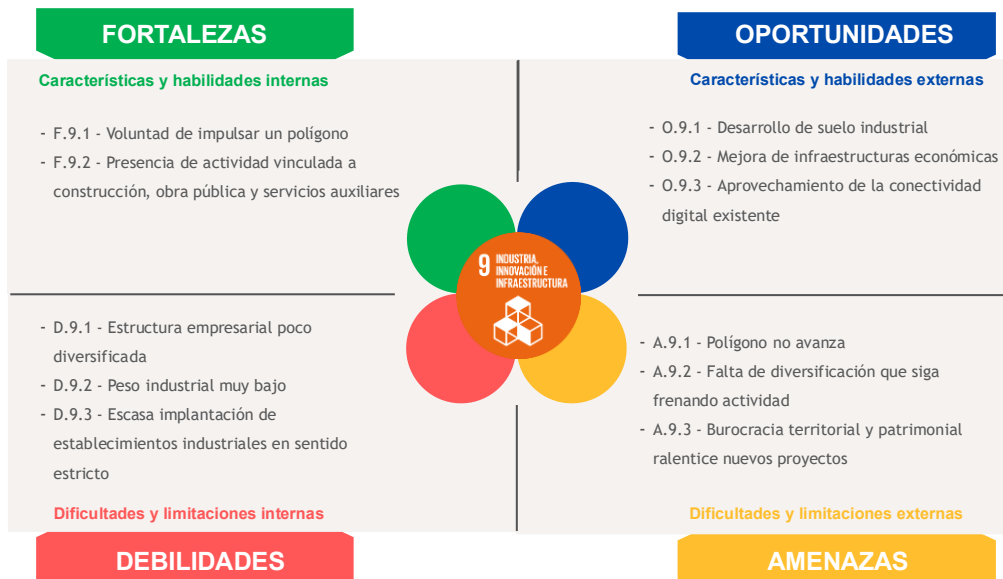 FORTALEZAS
Características y habilidades internas
- F.9.1 - Voluntad de impulsar un polígono
- F.9.2 - Presencia de actividad vinculada a
construcción, obra pública y servicios auxiliares
OPORTUNIDADES
Características y habilidades externas
- O.9.1 - Desarrollo de suelo industrial
- O.9.2 - Mejora de infraestructuras económicas
- O.9.3 - Aprovechamiento de la conectividad
digital existente
9 INDUSTRIA,
INNOVACIÓN E
INFRAESTRUCTURA
- D.9.1 - Estructura empresarial poco
diversificada
- D.9.2 - Peso industrial muy bajo
- D.9.3 - Escasa implantación de
establecimientos industriales en sentido
estricto
Dificultades y limitaciones internas
DEBILIDADES
- A.9.1 - Polígono no avanza
- A.9.2 - Falta de diversificación que siga
frenando actividad
- A.9.3 - Burocracia territorial y patrimonial
ralentice nuevos proyectos
Dificultades y limitaciones externas
AMENAZAS